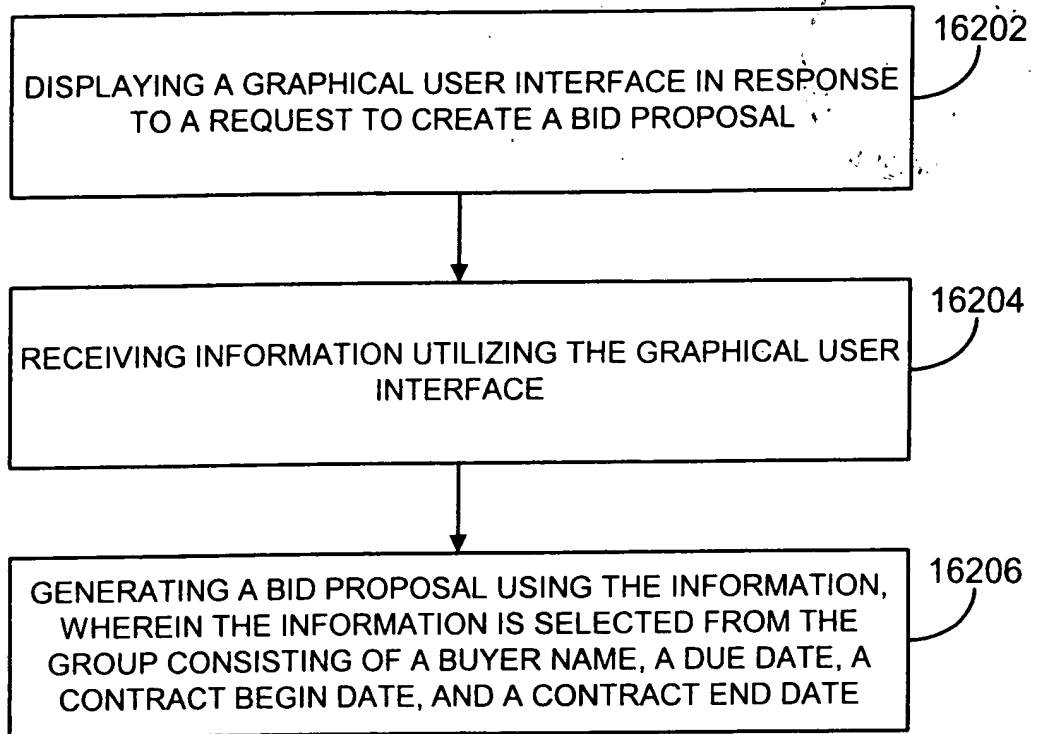 16202
DISPLAYING A GRAPHICAL USER INTERFACE IN RESPONSE
TO A REQUEST TO CREATE A BID PROPOSAL
16204
RECEIVING INFORMATION UTILIZING THE GRAPHICAL USER
INTERFACE
16206
GENERATING A BID PROPOSAL USING THE INFORMATION,
WHEREIN THE INFORMATION IS SELECTED FROM THE
GROUP CONSISTING OF A BUYER NAME, A DUE DATE, A
CONTRACT BEGIN DATE, AND A CONTRACT END DATE